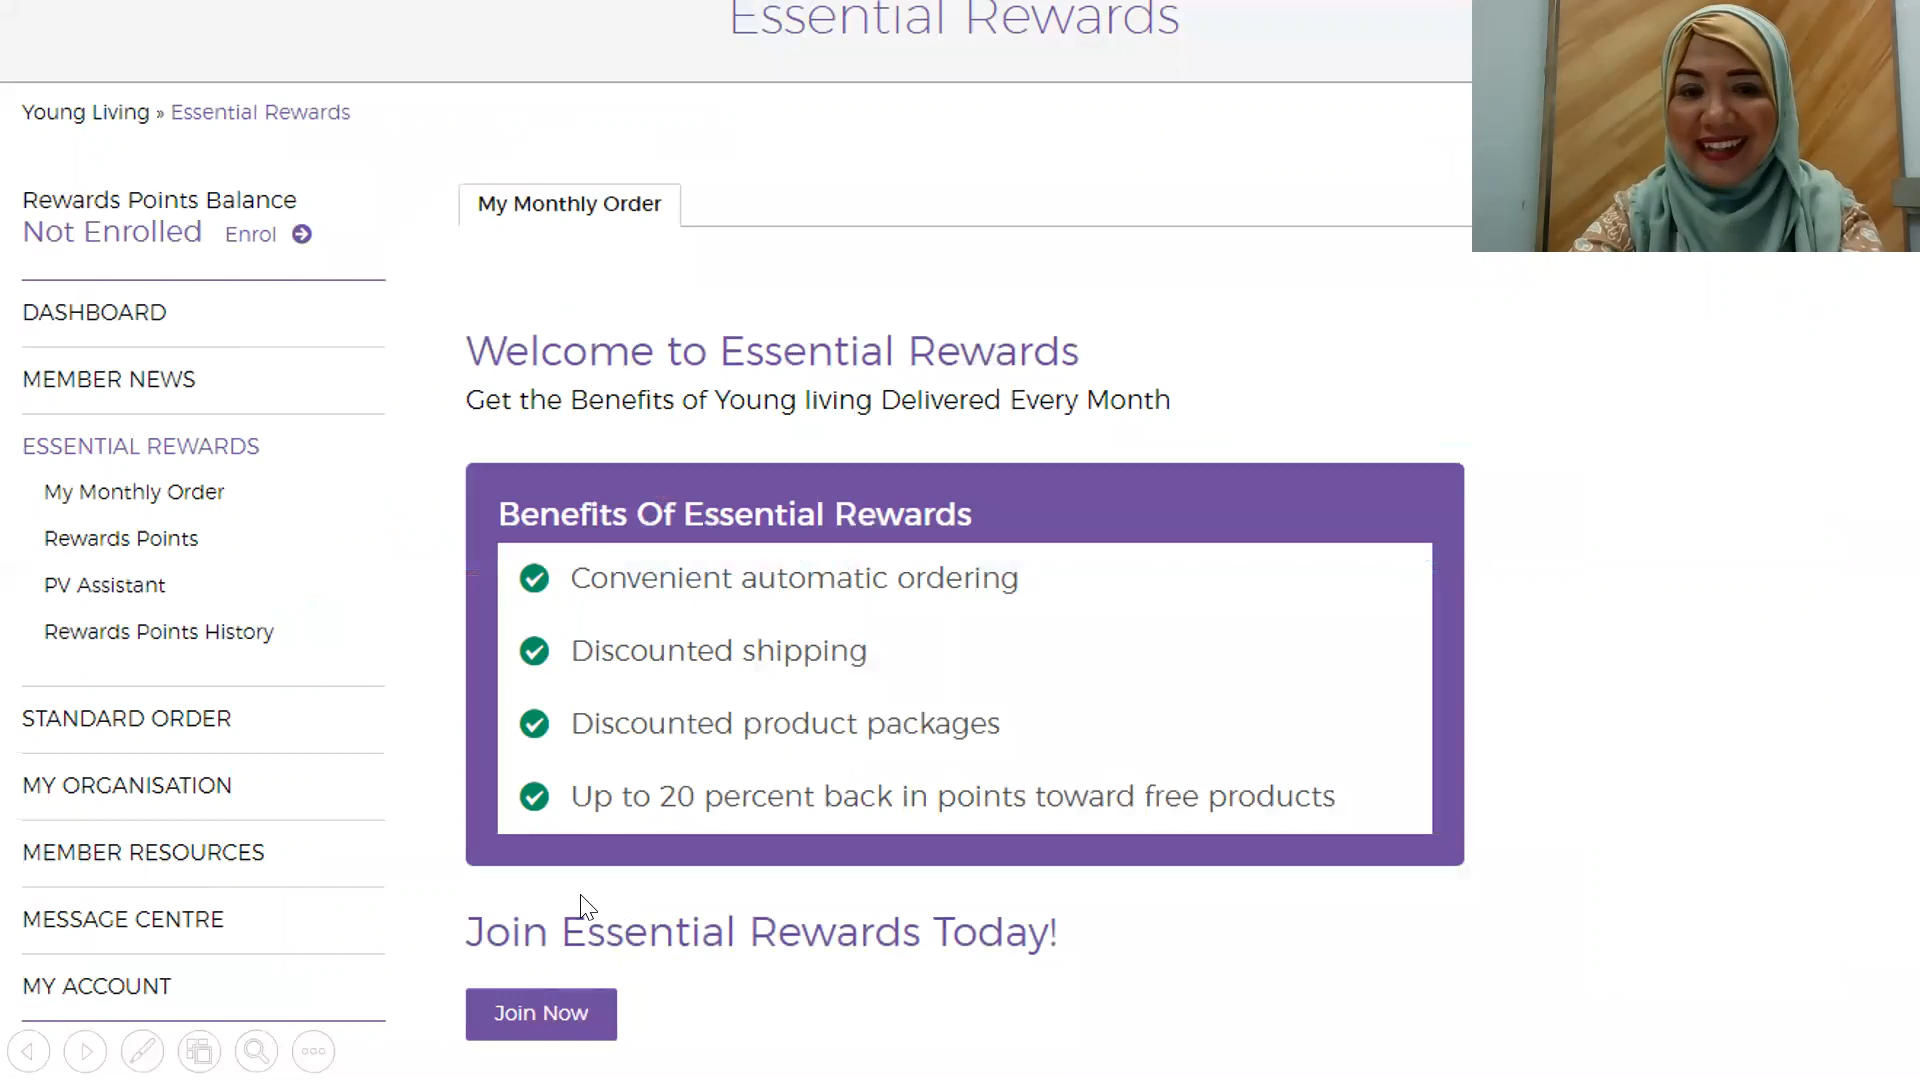 Essential Rewards
Young Living » Essential Rewards
Rewards Points Balance
Not Enrolled Enrol
DASHBOARD
MEMBER NEWS
ESSENTIAL REWARDS
My Monthly Order
Rewards Points
PV Assistant
Rewards Points History
STANDARD ORDER
MY ORGANISATION
MEMBER RESOURCES
MESSAGE CENTRE
MY ACCOUNT
My Monthly Order
Welcome to Essential Rewards
Get the Benefits of Young living Delivered Every Month
Benefits Of Essential Rewards
Convenient automatic ordering
Discounted shipping
Discounted product packages
Up to 20 percent back in points toward free products
Join Essential Rewards Today!
Join Now